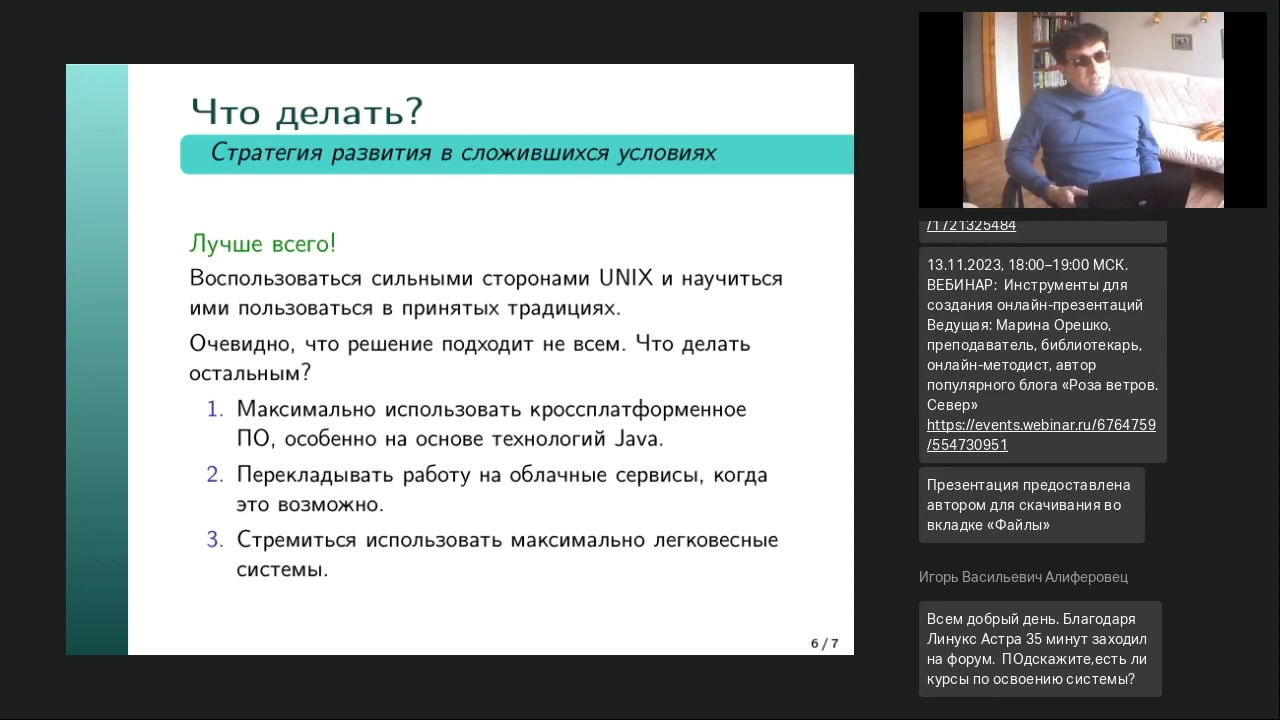 Что делать?
Стратегия развития в сложившихся условиях
Лучше всего!
Воспользоваться сильными сторонами UNIX и научиться
ими пользоваться в принятых традициях.
Очевидно, что решение подходит не всем. Что делать
остальным?
1. Максимально использовать кроссплатформенное
ПО, особенно на основе технологий Java.
2. Перекладывать работу на облачные сервисы, когда
это возможно.
3. Стремиться использовать максимально легковесные
системы.
6 / 7
/1721325484
13.11.2023, 18:00–19:00 МСК.
ВЕБИНАР: Инструменты для
создания онлайн-презентаций
Ведущая: Марина Орешко,
преподаватель, библиотекарь,
онлайн-методист, автор
популярного блога «Роза ветров.
Север»
https://events.webinar.ru/6764759
/554730951
Презентация предоставлена
автором для скачивания во
вкладке «Файлы»
Игорь Васильевич Алиферовец
Всем добрый день. Благодаря
Линукс Астра 35 минут заходил
на форум. ПОдскажите,есть ли
курсы по освоению системы?